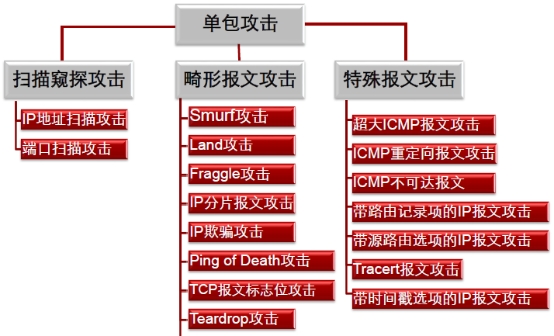 单包攻击
扫描窥探攻击
IP地址扫描攻击
端口扫描攻击
畸形报文攻击
Smurf攻击
Land攻击
Fraggle攻击
IP分片报文攻击
IP欺骗攻击
Ping of Death攻击
TCP报文标志位攻击
Teardrop攻击
特殊报文攻击
超大ICMP报文攻击
ICMP重定向报文攻击
ICMP不可达报文
带路由记录项的IP报文攻击
带源路由选项的IP报文攻击
Tracert报文攻击
带时间戳选项的IP报文攻击